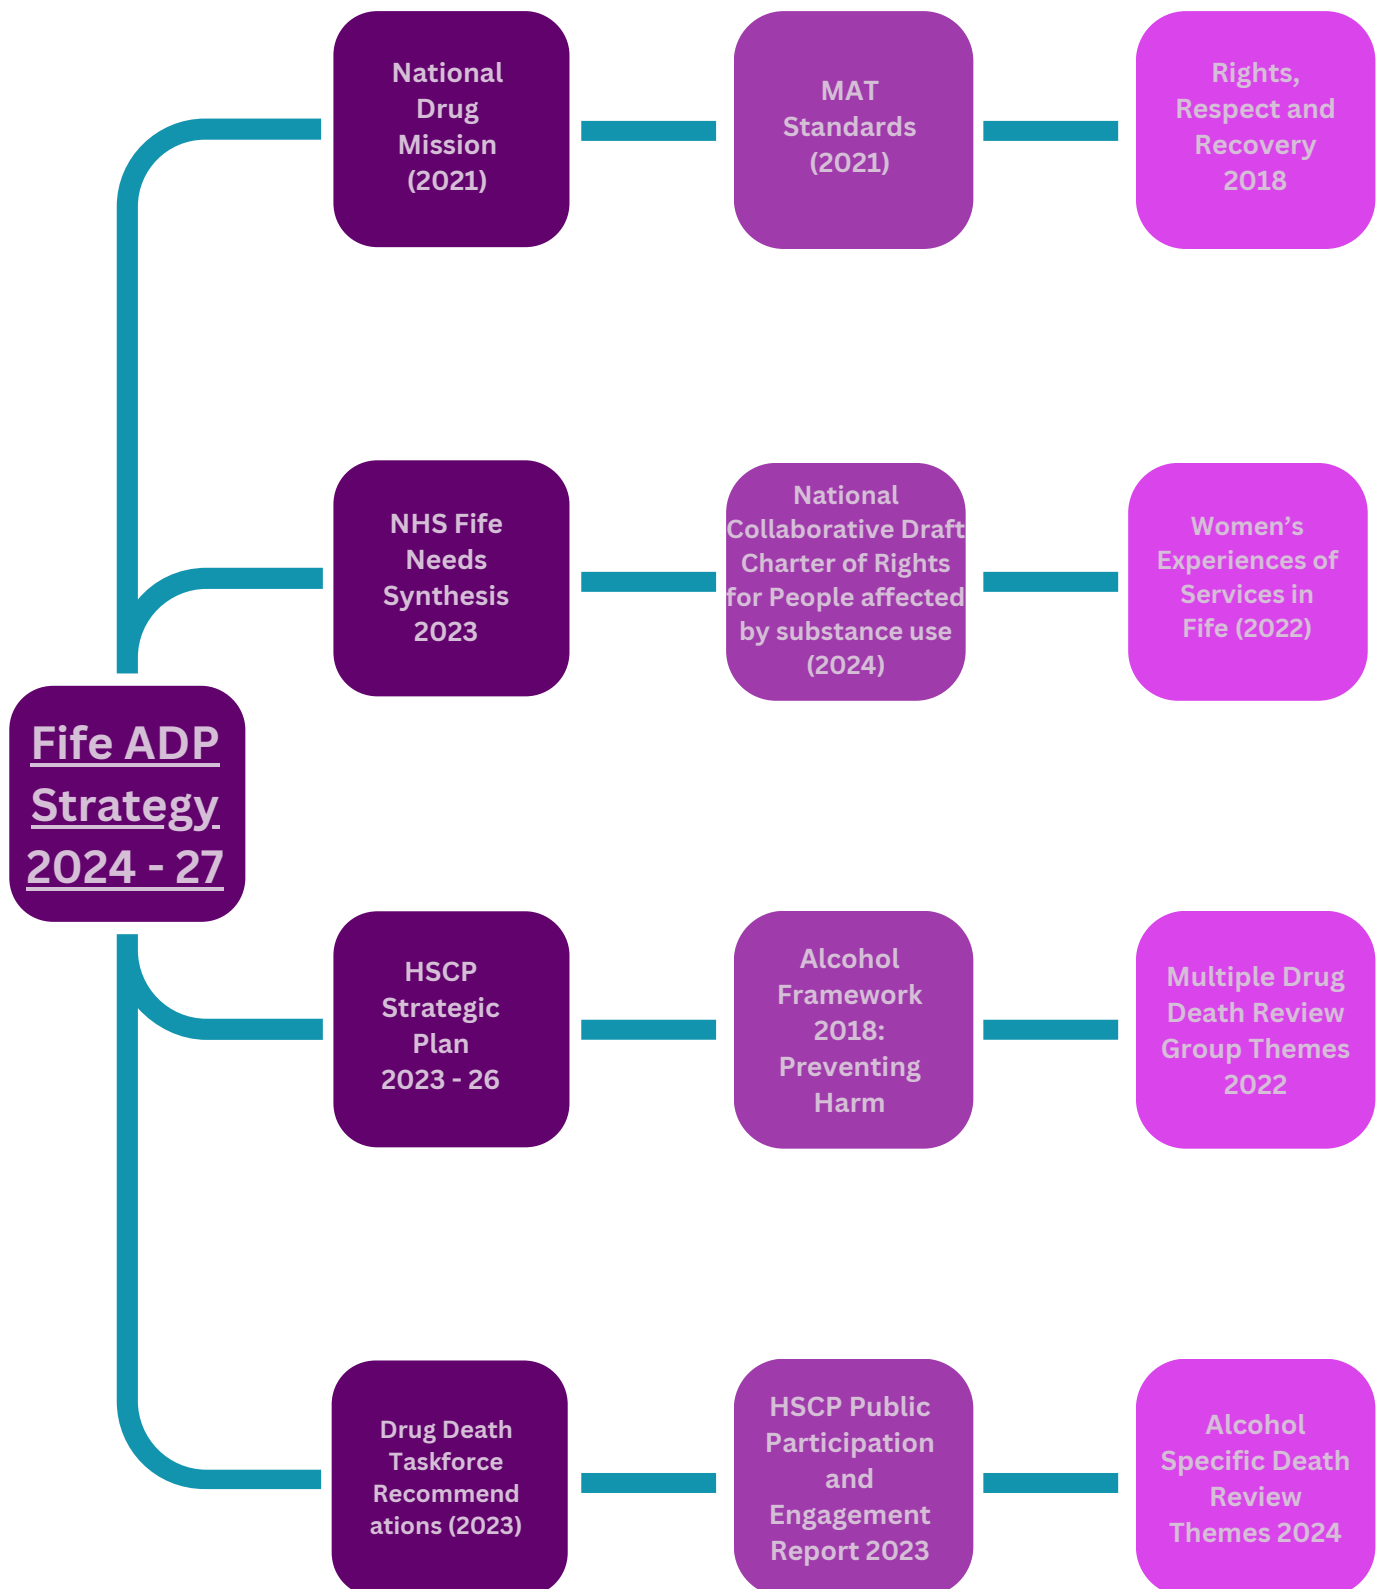 National
Drug
Mission
(2021)
MAT
Standards
(2021)
Rights,
Respect and
Recovery
2018
NHS Fife
Needs
Synthesis
2023
National
Collaborative Draft
Charter of Rights
for People affected
by substance use
(2024)
Women’s
Experiences of
Services in
Fife (2022)
Fife ADP
Strategy
2024 - 27
HSCP
Strategic
Plan
2023 - 26
Alcohol
Framework
2018:
Preventing
Harm
Multiple Drug
Death Review
Group Themes
2022
Drug Death
Taskforce
Recommend
ations (2023)
HSCP Public
Participation
and
Engagement
Report 2023
Alcohol
Specific Death
Review
Themes 2024